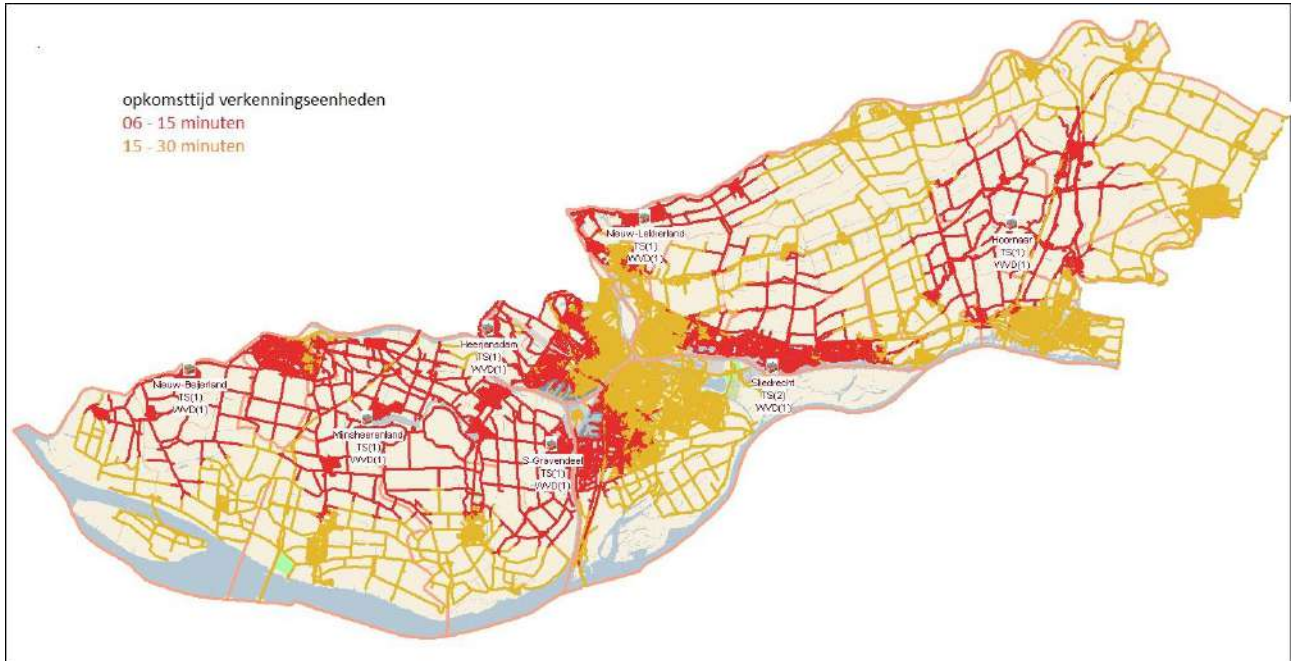 opkomsttijd verkenningseenheden
06 - 15 minuten
15 - 30 minuten
Nieuw-Lekkerland
TS(1)
WVD(1)
Hoornaar
TS(1)
WVD(1)
Heerjansdam
TS(1)
WVD(1)
Sliedrecht
TS(2)
WVD(1)
Nieuw-Beijerland
TS(1)
WVD(1)
Mijnsheerenland
TS(1)
WVD(1)
S-Gravendeel
TS(1)
WVD(1)